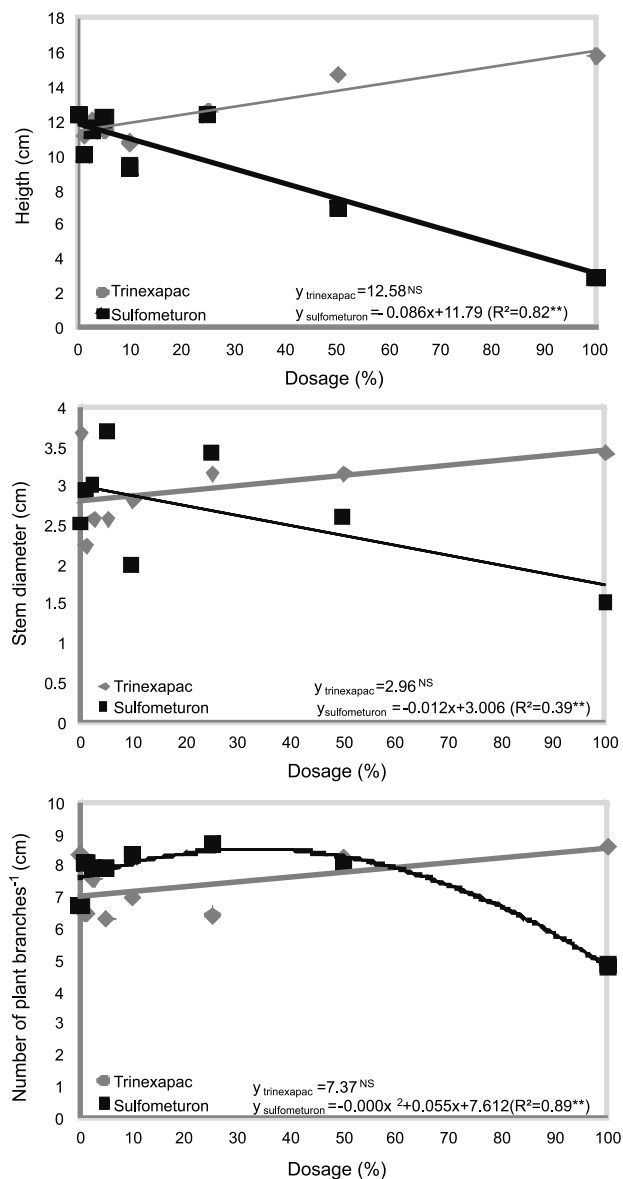 18
16
14
12
10
8
6
4
2
0
Heigth (cm)
Trinexapac
Sulfometuron
y trinexapac =12.58 NS
y sulfometuron = - 0.086x+11.79 (R²=0.82**)
0 10 20 30 40 50 60 70 80 90 100
Dosage (%)
4
3.5
3
2.5
2
1.5
1
0.5
0
Stem diameter (cm)
Trinexapac
Sulfometuron
y trinexapac =2.96 NS
y sulfometuron =-0.012x+3.006 (R²=0.39**)
0 10 20 30 40 50 60 70 80 90 100
Dosage (%)
10
9
8
7
6
5
4
3
2
1
0
Number of plant branches⁻¹ (cm)
Trinexapac
Sulfometuron
y trinexapac =7.37 NS
y sulfometuron =-0.000x ²+0.055x+7.612(R²=0.89**)
0 10 20 30 40 50 60 70 80 90 100
Dosage (%)